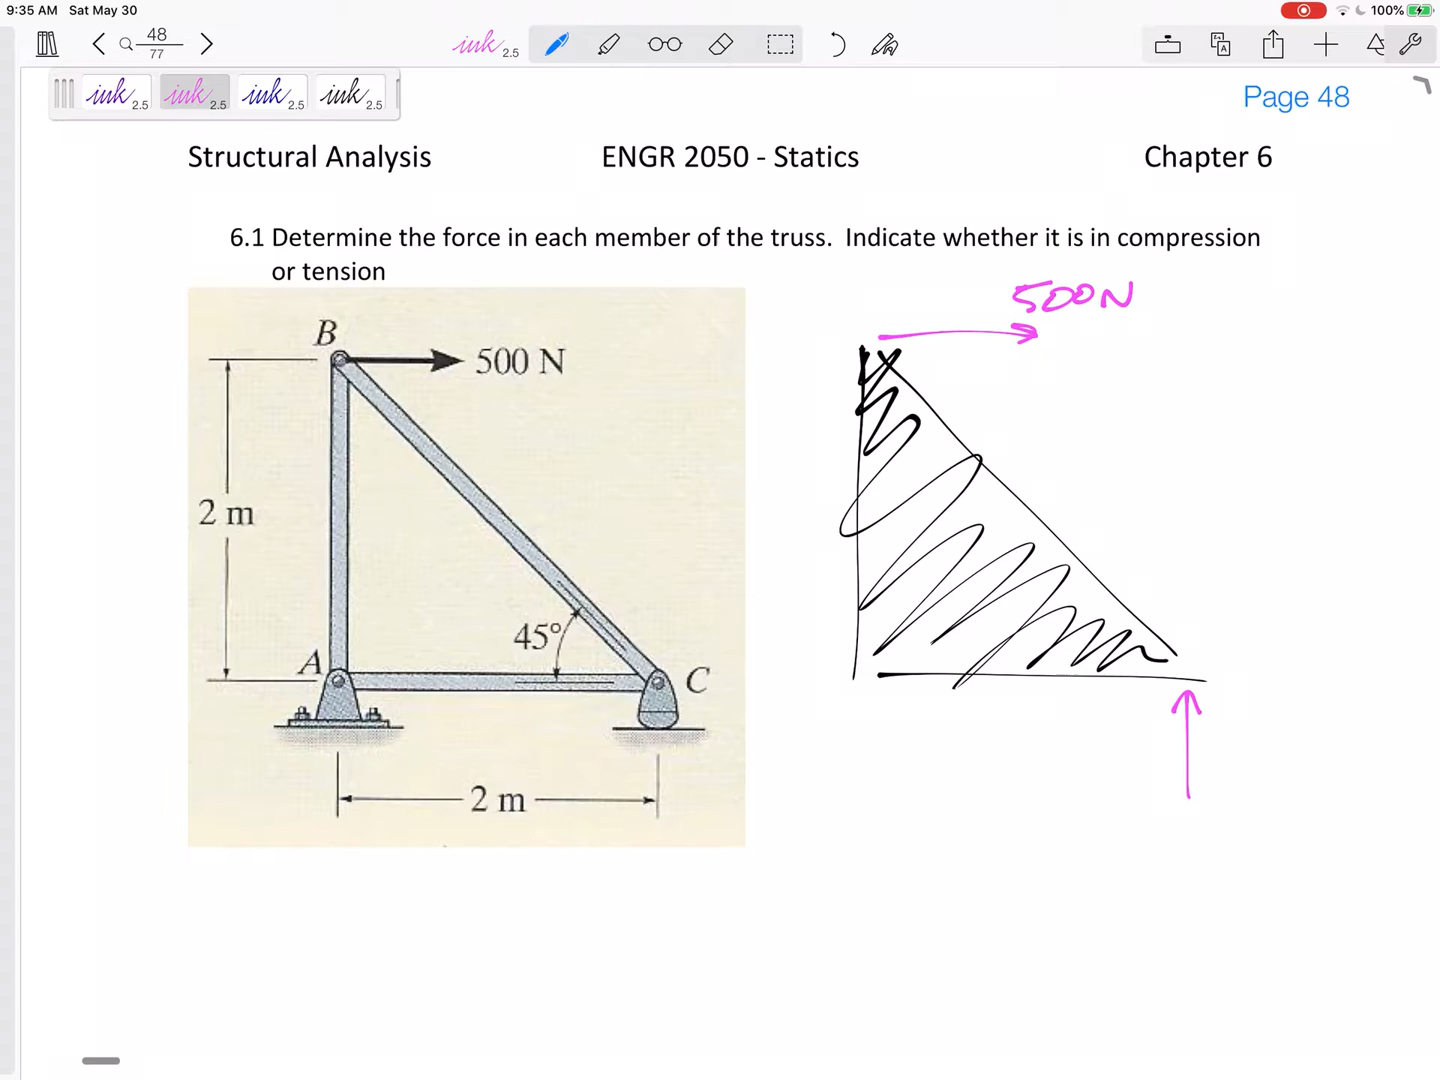 9:35 AM Sat May 30
100%
48
77
ink 2.5
ink 2.5
ink 2.5
ink 2.5
ink 2.5
Page 48
Structural Analysis ENGR 2050 - Statics Chapter 6
6.1 Determine the force in each member of the truss. Indicate whether it is in compression
or tension
500N
B
500 N
2 m
45°
A
C
2 m